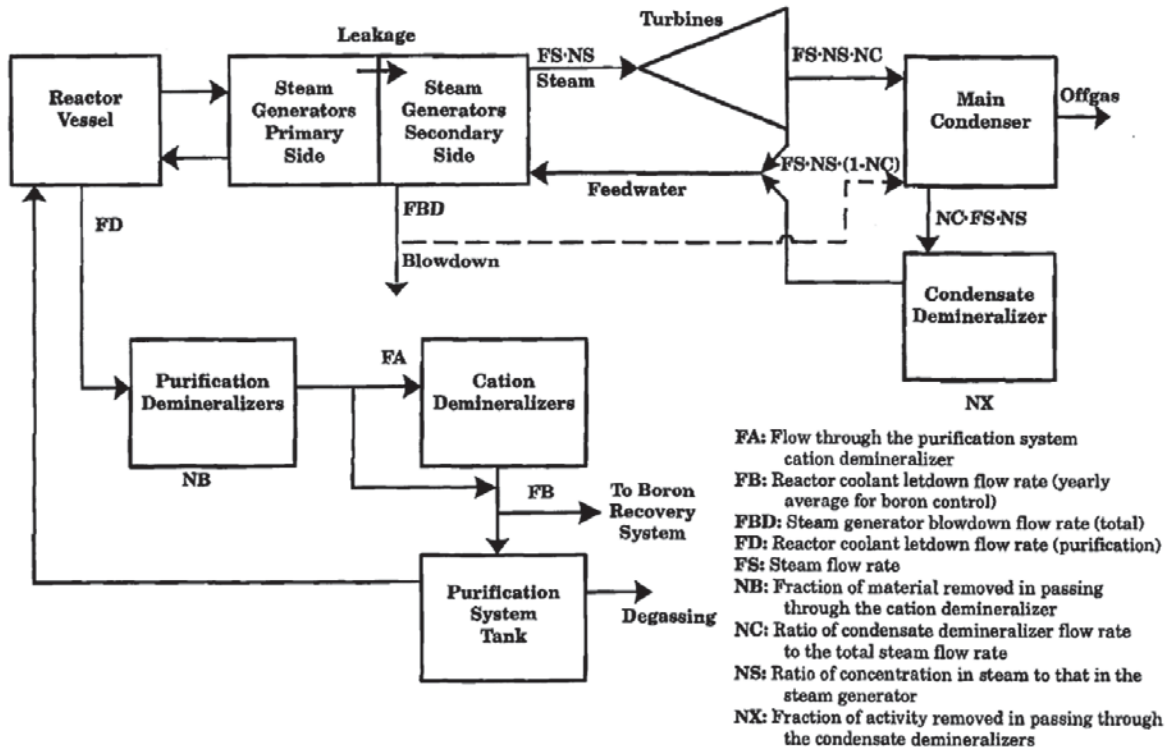 Turbines
Leakage
FS·NS
Steam
FS·NS·NC
Reactor
Vessel
Steam
Generators
Primary
Side
Steam
Generators
Secondary
Side
Main
Condenser
Offgas
FS·NS·(1-NC)
Feedwater
FD
FBD
Blowdown
NC·FS·NS
Condensate
Demineralizer
NX
Purification
Demineralizers
NB
FA
Cation
Demineralizers
FB
To Boron
Recovery
System
Purification
System
Tank
Degassing
FA: Flow through the purification system
cation demineralizer
FB: Reactor coolant letdown flow rate (yearly
average for boron control)
FBD: Steam generator blowdown flow rate (total)
FD: Reactor coolant letdown flow rate (purification)
FS: Steam flow rate
NB: Fraction of material removed in passing
through the cation demineralizer
NC: Ratio of condensate demineralizer flow rate
to the total steam flow rate
NS: Ratio of concentration in steam to that in the
steam generator
NX: Fraction of activity removed in passing through
the condensate demineralizers